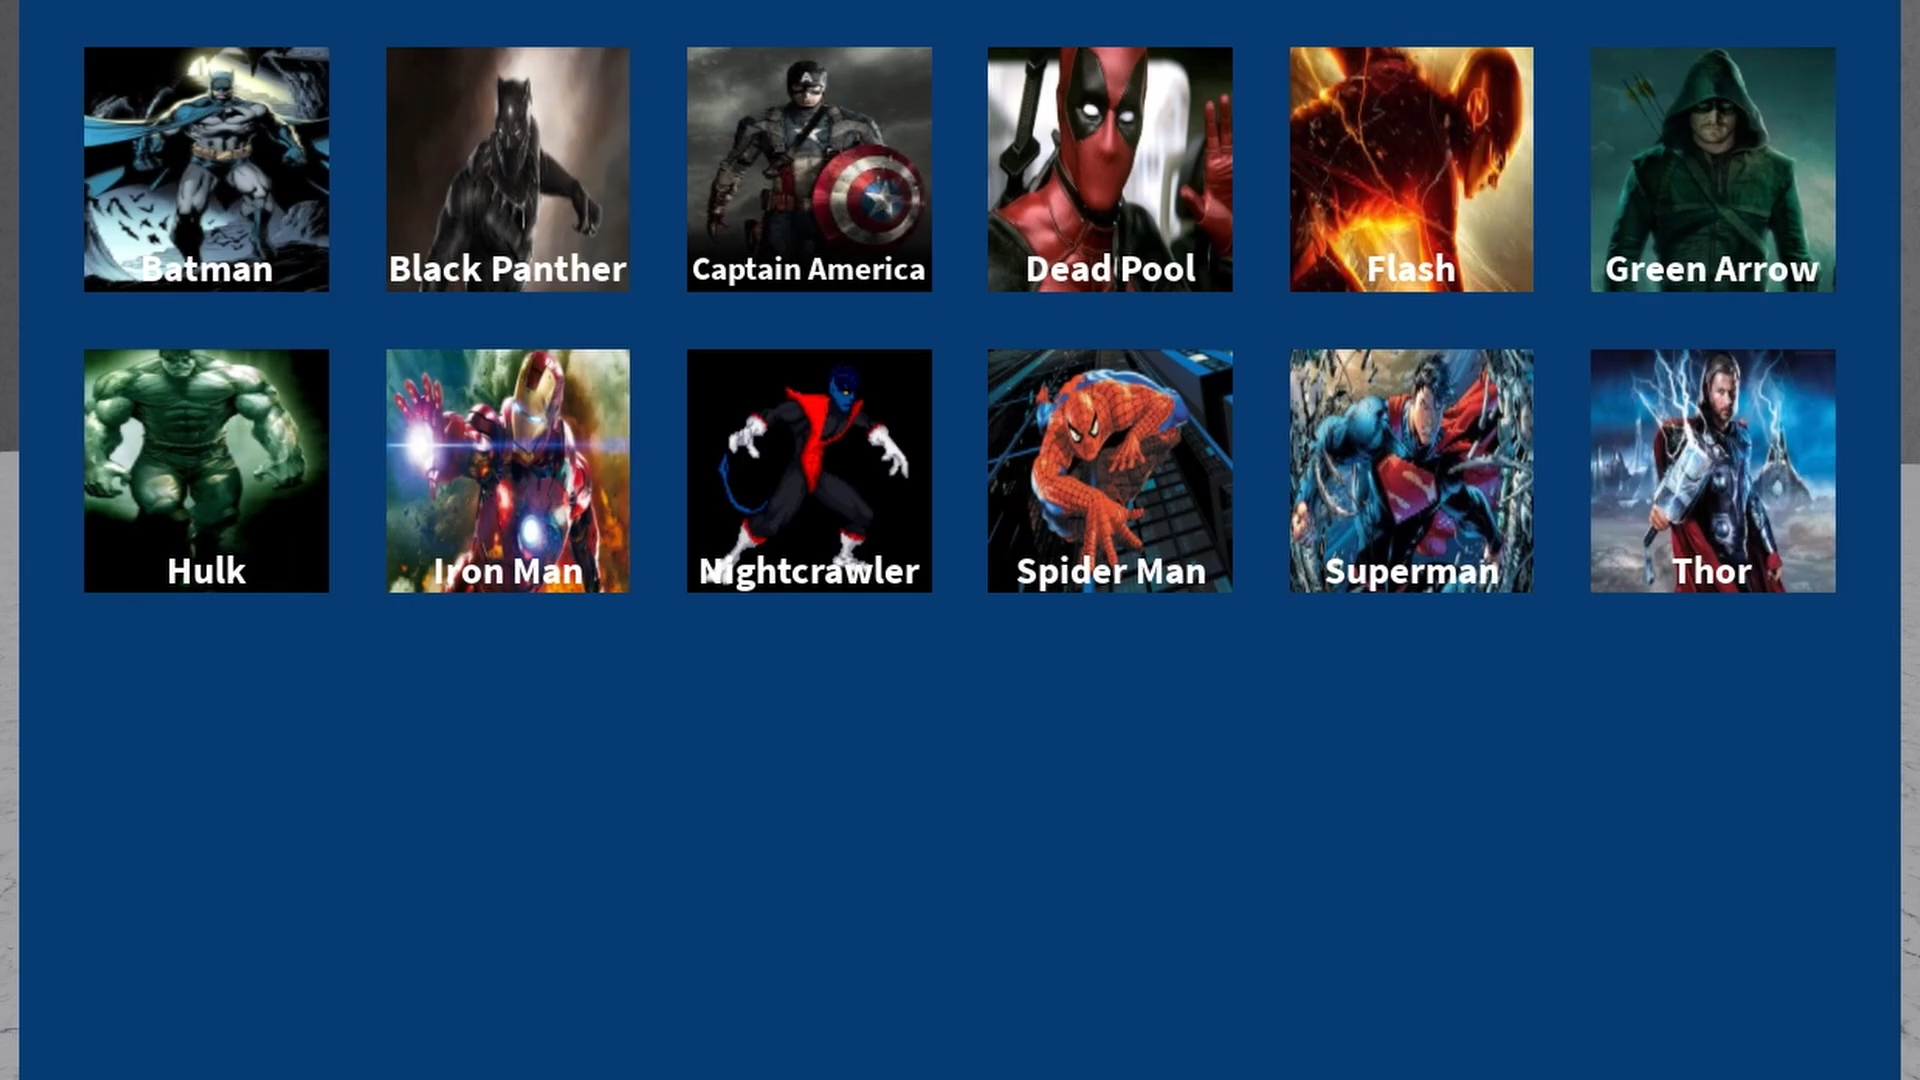 Batman
Black Panther
Captain America
Dead Pool
Flash
Green Arrow
Hulk
Iron Man
Nightcrawler
Spider Man
Superman
Thor